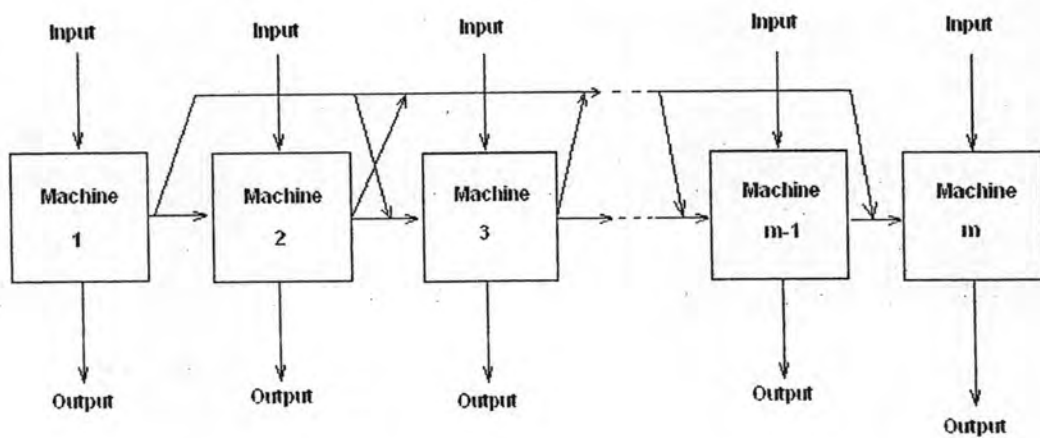 Input Input Input Input Input
Machine
1
Machine
2
Machine
3
Machine
m-1
Machine
m
Output Output Output Output Output